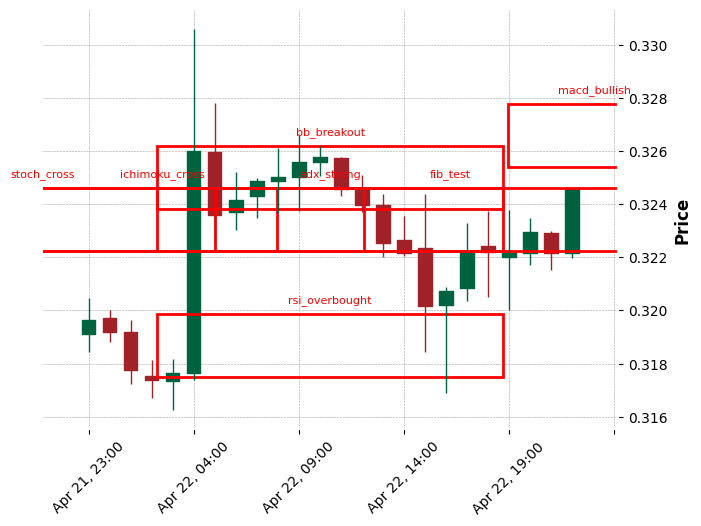 0.330
macd_bullish
0.328
bb_breakout
0.326
stoch_cross
ichimoku_cross
adx_strong
fib_test
0.324
Price
0.322
rsi_overbought
0.320
0.318
0.316
Apr 21, 23:00
Apr 22, 04:00
Apr 22, 09:00
Apr 22, 14:00
Apr 22, 19:00